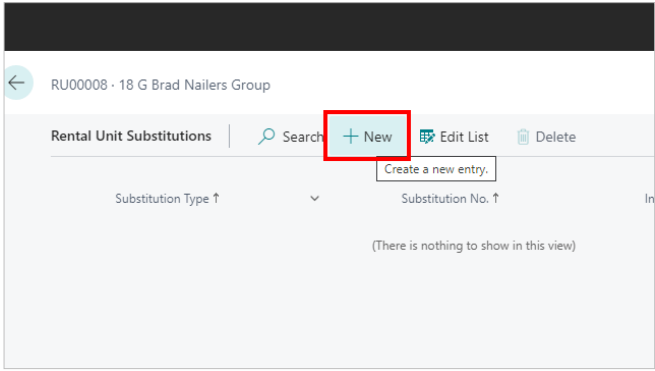 RU00008 · 18 G Brad Nailers Group
Rental Unit Substitutions Search New Edit List Delete
Create a new entry.
Substitution Type ↑ Substitution No. ↑ In
(There is nothing to show in this view)